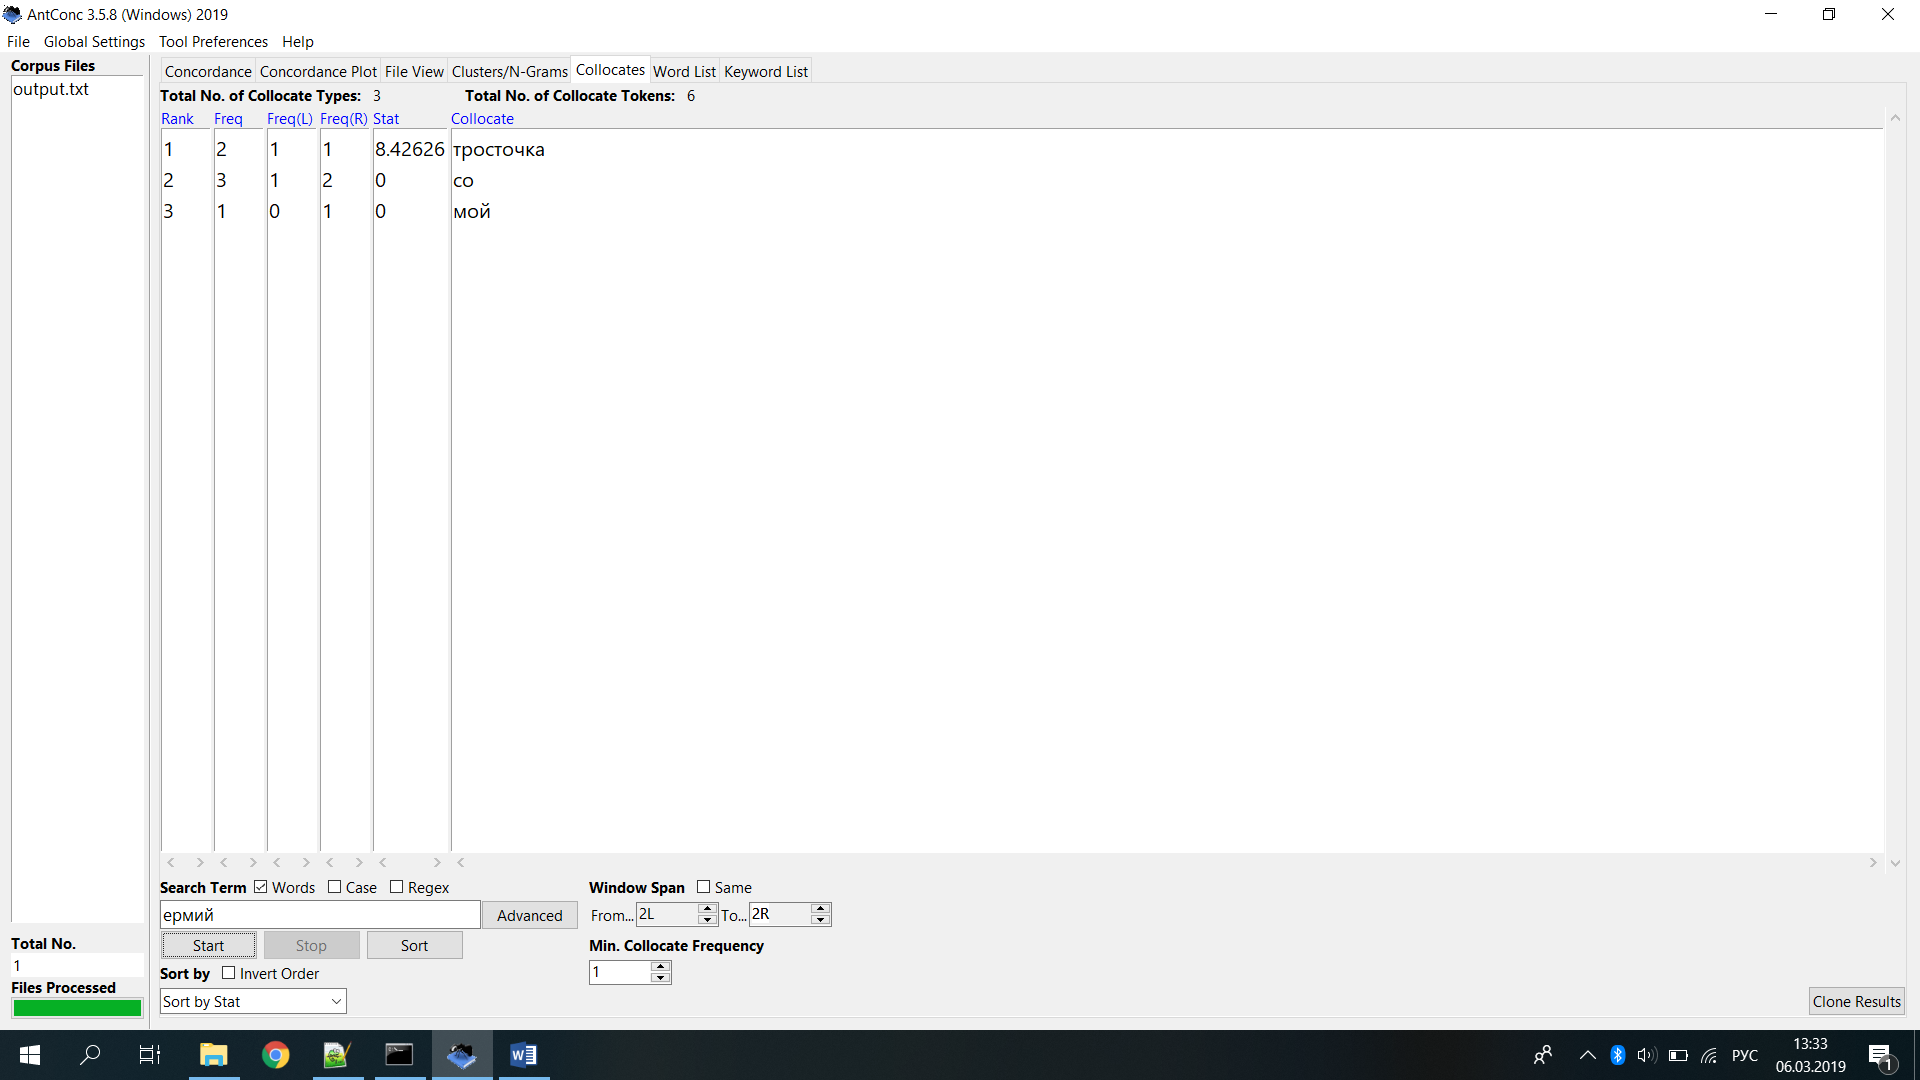 AntConc 3.5.8 (Windows) 2019
File Global Settings Tool Preferences Help
Corpus Files
output.txt
Concordance Concordance Plot File View Clusters/N-Grams Collocates Word List Keyword List
Total No. of Collocate Types: 3 Total No. of Collocate Tokens: 6
Rank Freq Freq(L) Freq(R) Stat Collocate
1 2 1 1 8.42626 тросточка
2 3 1 2 0 со
3 1 0 1 0 мой
Search Term Words Case Regex Window Span Same
ермий Advanced From... 2L To... 2R
Start Stop Sort Min. Collocate Frequency
1
Sort by Invert Order
Sort by Stat
Total No.
1
Files Processed
Clone Results
РУС 13:33
06.03.2019
1